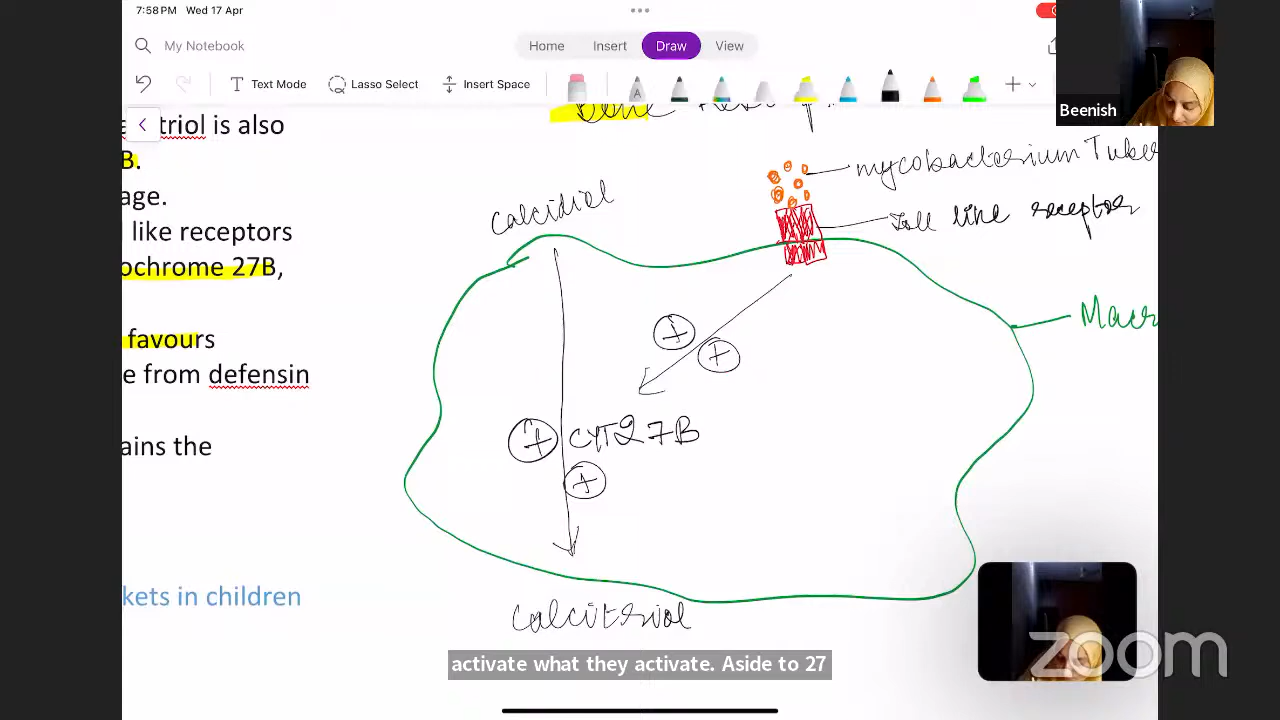 7:58 PM Wed 17 Apr
My Notebook
Home Insert Draw View
Text Mode Lasso Select Insert Space
Beenish
triol is also
B.
age.
like receptors
ochrome 27B,
favours
e from defensin
ains the
kets in children
Bone
mycobacterium Tuber
Toll like receptor
Calcidiol
Macr
CYT27B
Calcitriol
activate what they activate. Aside to 27
zoom